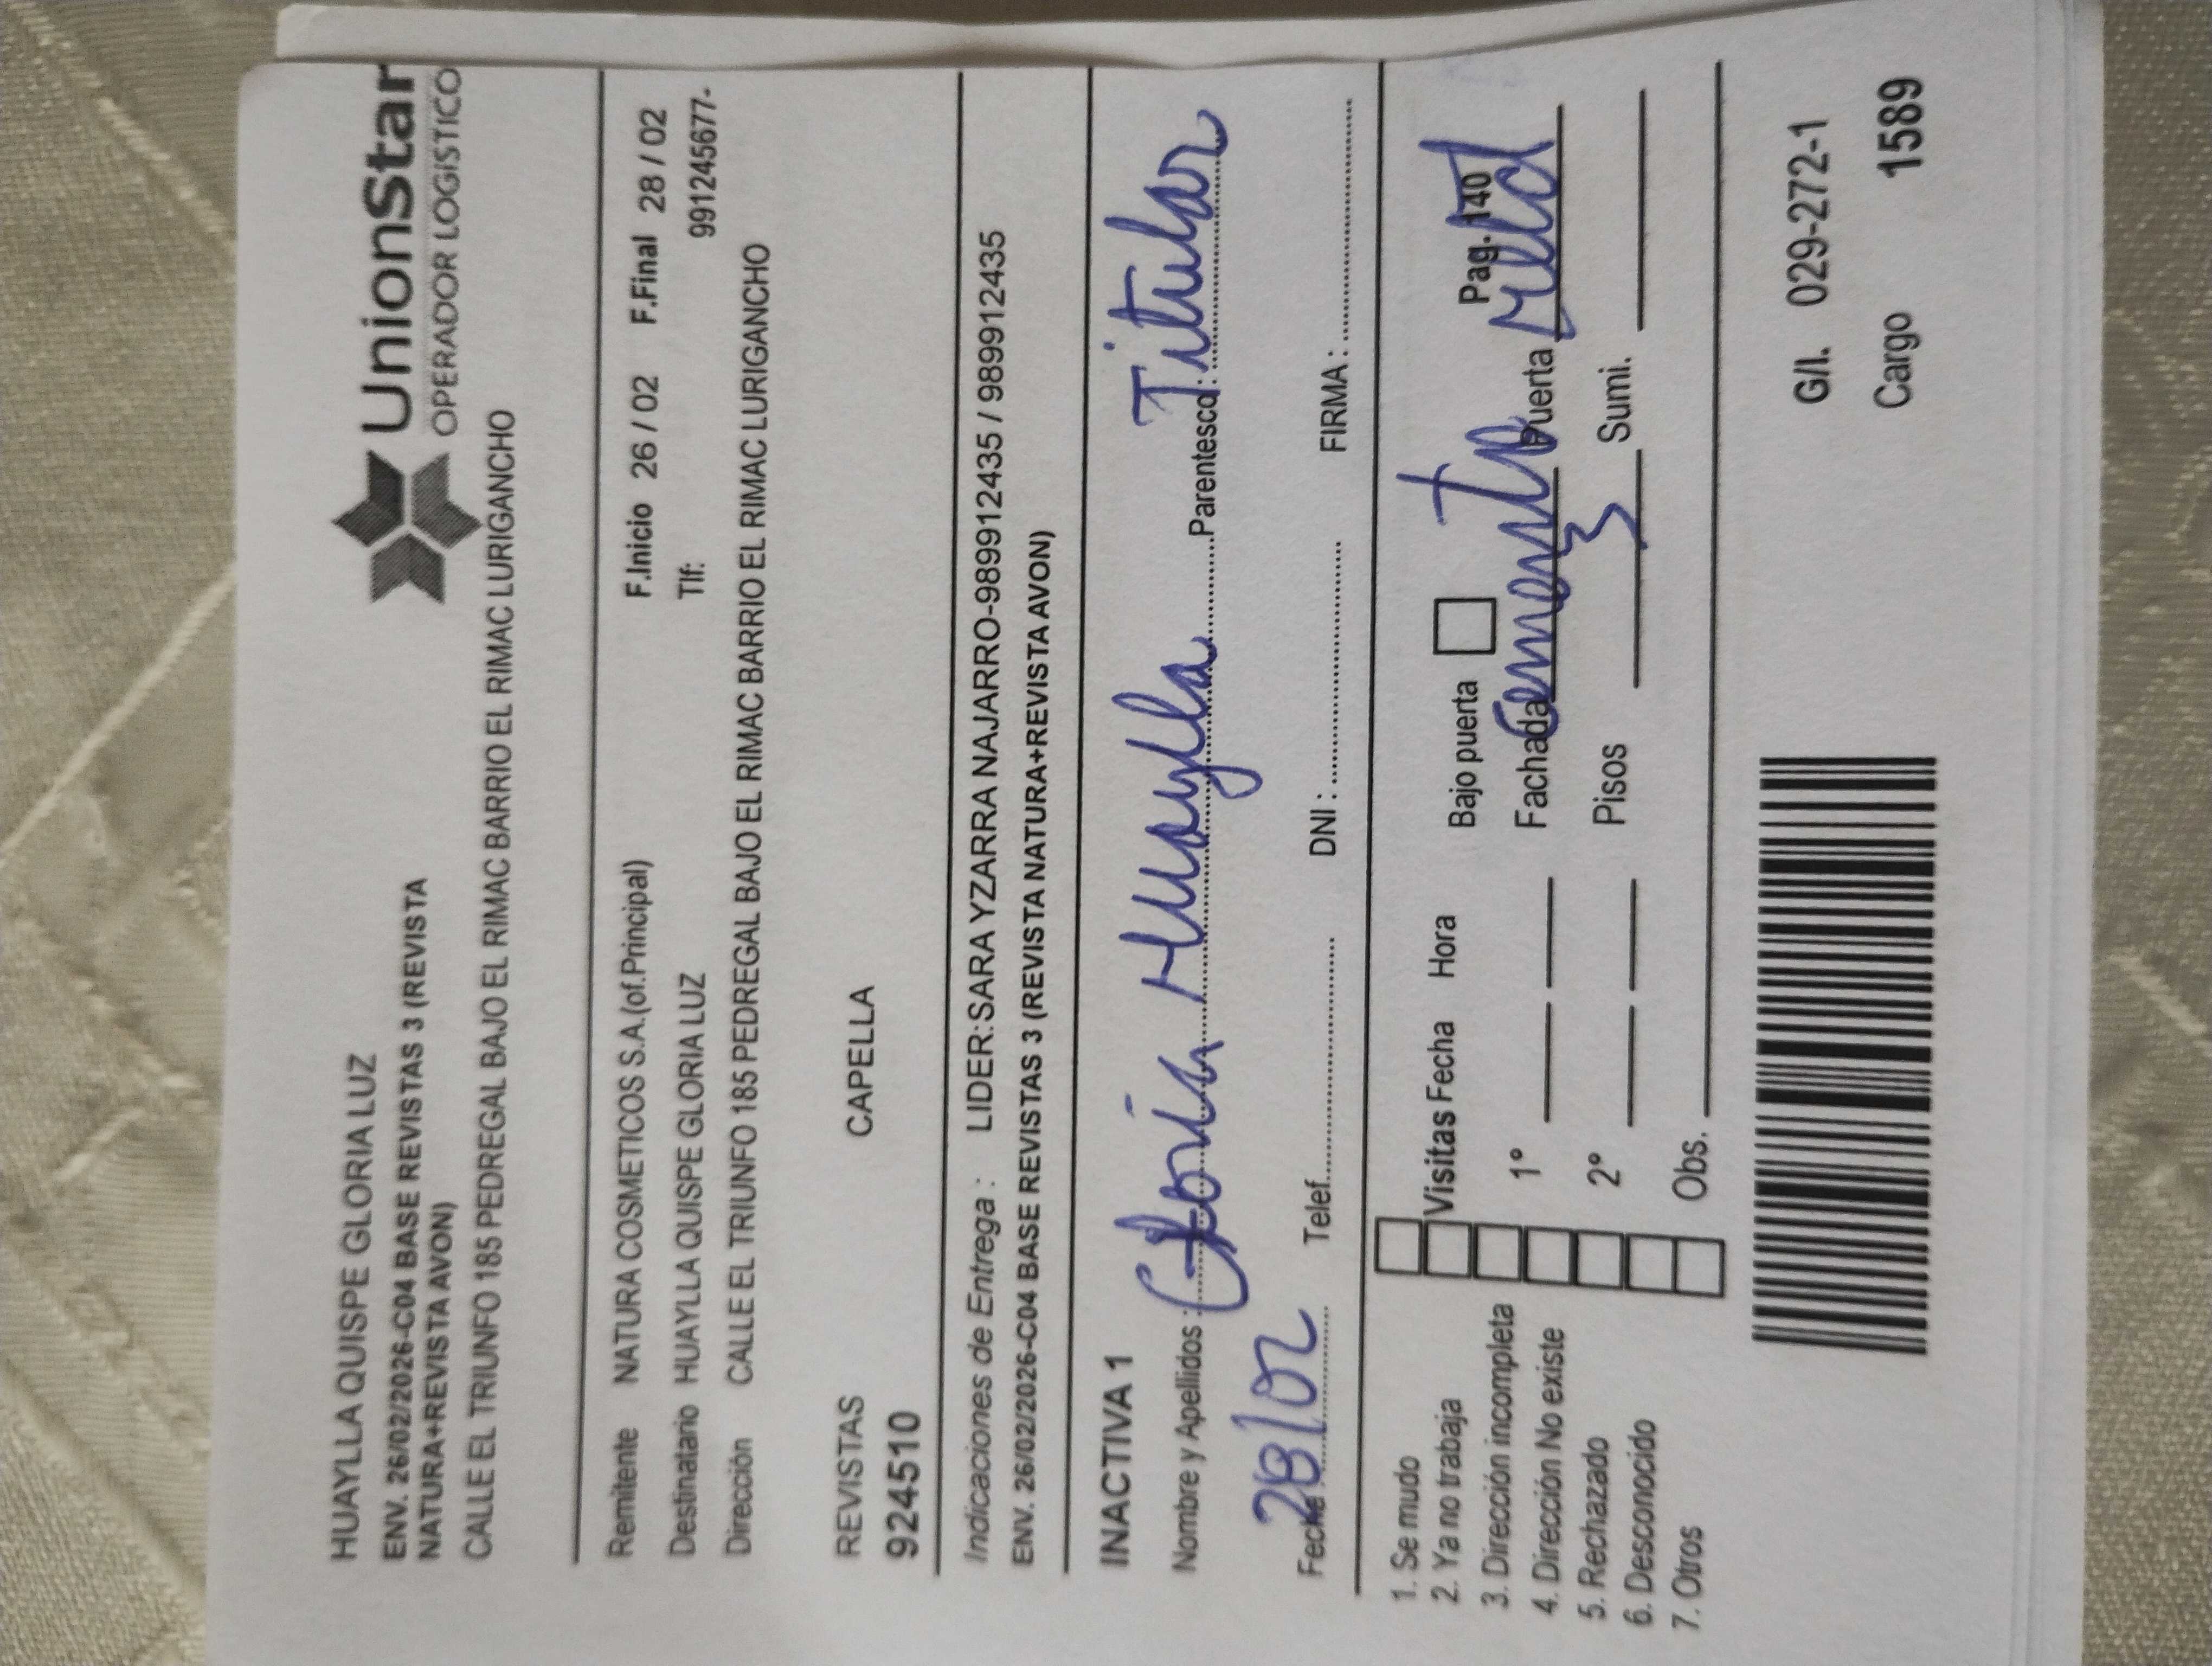 HUAYLLA QUISPE GLORIA LUZ
UnionStar
OPERADOR LOGÍSTICO
ENV. 26/02/2026-C04 BASE REVISTAS 3 (REVISTA
NATURA+REVISTA AVON)
CALLE EL TRIUNFO 185 PEDREGAL BAJO EL RIMAC BARRIO EL RIMAC LURIGANCHO
Remitente NATURA COSMETICOS S.A.(of.Principal) F.Inicio 26 / 02 F.Final 28 / 02
Destinatario HUAYLLA QUISPE GLORIA LUZ Tlf: 991245677-
Dirección CALLE EL TRIUNFO 185 PEDREGAL BAJO EL RIMAC BARRIO EL RIMAC LURIGANCHO
REVISTAS CAPELLA
924510
Indicaciones de Entrega : LIDER:SARA YZARRA NAJARRO-989912435 / 989912435
ENV. 26/02/2026-C04 BASE REVISTAS 3 (REVISTA NATURA+REVISTA AVON)
INACTIVA 1
Nombre y Apellidos : Gloria Huaylla Parentesco : Titular
Fecha 28/02 Telef. DNI : FIRMA :
1. Se mudo
2. Ya no trabaja Visitas Fecha Hora Bajo puerta Pag. 140
3. Dirección incompleta 1° Fachada Cemento Puerta Metal
4. Dirección No existe
5. Rechazado 2° Pisos 3 Sumi.
6. Desconocido
7. Otros Obs.
G/I. 029-272-1
Cargo 1589